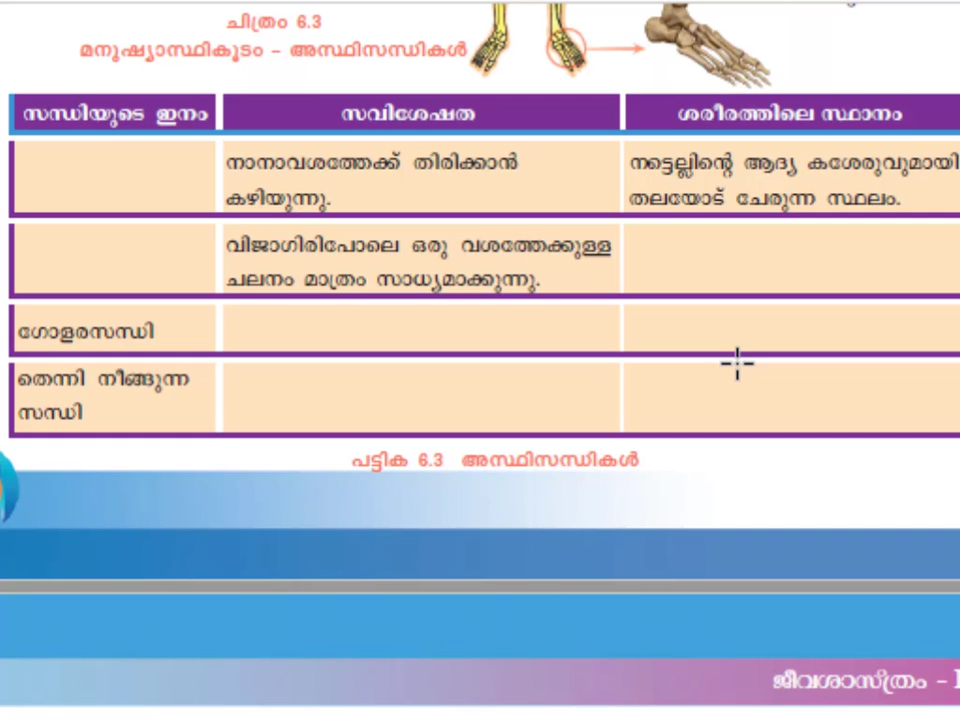 ചിത്രം 6.3
മനുഷ്യാസ്ഥികൂടം – അസ്ഥിസന്ധികൾ
സന്ധിയുടെ ഇനം
സവിശേഷത
ശരീരത്തിലെ സ്ഥാനം
നാനാവശത്തേക്ക് തിരിക്കാൻ
കഴിയുന്നു.
നട്ടെല്ലിന്റെ ആദ്യ കശേരുവുമായി
തലയോട് ചേരുന്ന സ്ഥലം.
വിജാഗിരിപോലെ ഒരു വശത്തേക്കുള്ള
ചലനം മാത്രം സാധ്യമാക്കുന്നു.
ഗോളരസന്ധി
തെന്നി നീങ്ങുന്ന
സന്ധി
പട്ടിക 6.3 അസ്ഥിസന്ധികൾ
ജീവശാസ്ത്രം –